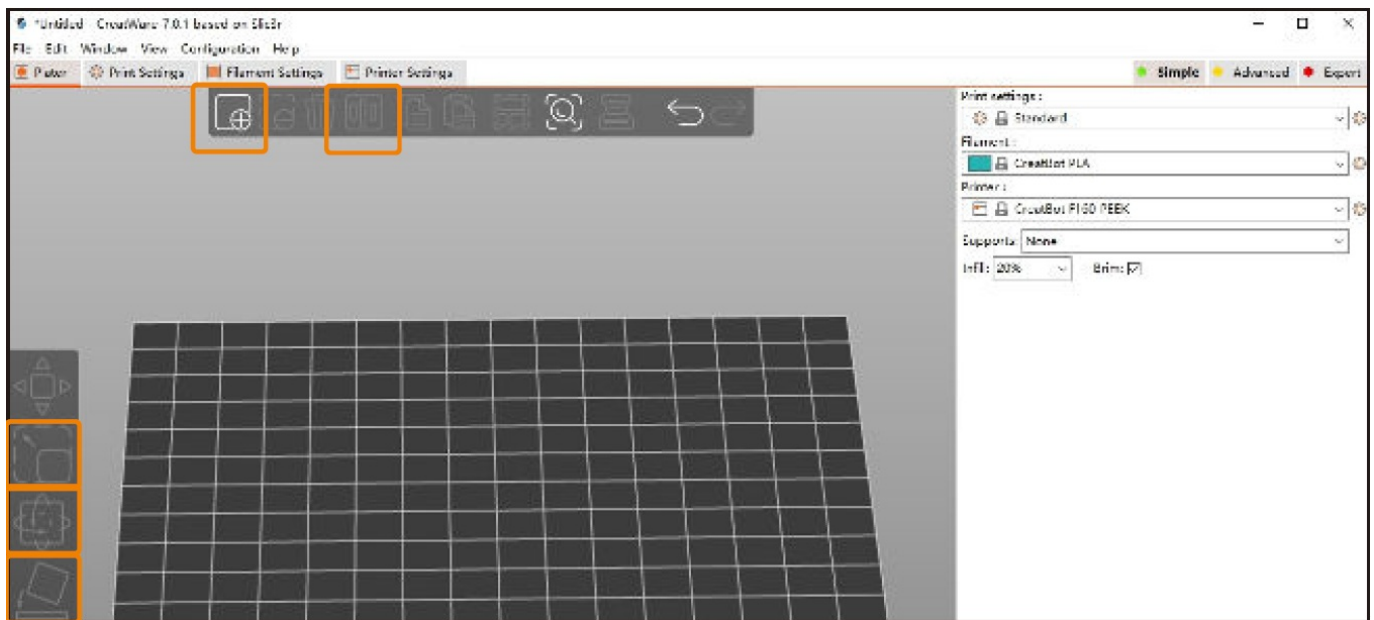 *Untitled - CreatWare 7.0.1 based on Slic3r
File Edit Window View Configuration Help
Plater Print Settings Filament Settings Printer Settings Simple Advanced Expert
Print settings :
Standard
Filament :
CreatBot PLA
Printer :
CreatBot F160 PEEK
Supports: None
Infill: 20% Brim: